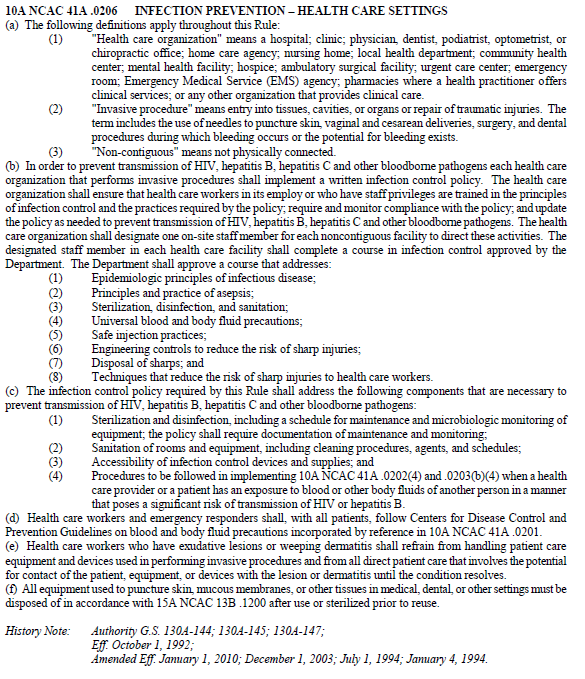 10A NCAC 41A .0206 INFECTION PREVENTION – HEALTH CARE SETTINGS
(a) The following definitions apply throughout this Rule:
(1) "Health care organization" means a hospital; clinic; physician, dentist, podiatrist, optometrist, or
chiropractic office; home care agency; nursing home; local health department; community health
center; mental health facility; hospice; ambulatory surgical facility; urgent care center; emergency
room; Emergency Medical Service (EMS) agency; pharmacies where a health practitioner offers
clinical services; or any other organization that provides clinical care.
(2) "Invasive procedure" means entry into tissues, cavities, or organs or repair of traumatic injuries. The
term includes the use of needles to puncture skin, vaginal and cesarean deliveries, surgery, and dental
procedures during which bleeding occurs or the potential for bleeding exists.
(3) "Non-contiguous" means not physically connected.
(b) In order to prevent transmission of HIV, hepatitis B, hepatitis C and other bloodborne pathogens each health care
organization that performs invasive procedures shall implement a written infection control policy. The health care
organization shall ensure that health care workers in its employ or who have staff privileges are trained in the principles
of infection control and the practices required by the policy; require and monitor compliance with the policy; and update
the policy as needed to prevent transmission of HIV, hepatitis B, hepatitis C and other bloodborne pathogens. The health
care organization shall designate one on-site staff member for each noncontiguous facility to direct these activities. The
designated staff member in each health care facility shall complete a course in infection control approved by the
Department. The Department shall approve a course that addresses:
(1) Epidemiologic principles of infectious disease;
(2) Principles and practice of asepsis;
(3) Sterilization, disinfection, and sanitation;
(4) Universal blood and body fluid precautions;
(5) Safe injection practices;
(6) Engineering controls to reduce the risk of sharp injuries;
(7) Disposal of sharps; and
(8) Techniques that reduce the risk of sharp injuries to health care workers.
(c) The infection control policy required by this Rule shall address the following components that are necessary to
prevent transmission of HIV, hepatitis B, hepatitis C and other bloodborne pathogens:
(1) Sterilization and disinfection, including a schedule for maintenance and microbiologic monitoring of
equipment; the policy shall require documentation of maintenance and monitoring;
(2) Sanitation of rooms and equipment, including cleaning procedures, agents, and schedules;
(3) Accessibility of infection control devices and supplies; and
(4) Procedures to be followed in implementing 10A NCAC 41A .0202(4) and .0203(b)(4) when a health
care provider or a patient has an exposure to blood or other body fluids of another person in a manner
that poses a significant risk of transmission of HIV or hepatitis B.
(d) Health care workers and emergency responders shall, with all patients, follow Centers for Disease Control and
Prevention Guidelines on blood and body fluid precautions incorporated by reference in 10A NCAC 41A .0201.
(e) Health care workers who have exudative lesions or weeping dermatitis shall refrain from handling patient care
equipment and devices used in performing invasive procedures and from all direct patient care that involves the potential
for contact of the patient, equipment, or devices with the lesion or dermatitis until the condition resolves.
(f) All equipment used to puncture skin, mucous membranes, or other tissues in medical, dental, or other settings must be
disposed of in accordance with 15A NCAC 13B .1200 after use or sterilized prior to reuse.
History Note: Authority G.S. 130A-144; 130A-145; 130A-147;
Eff. October 1, 1992;
Amended Eff. January 1, 2010; December 1, 2003; July 1, 1994; January 4, 1994.